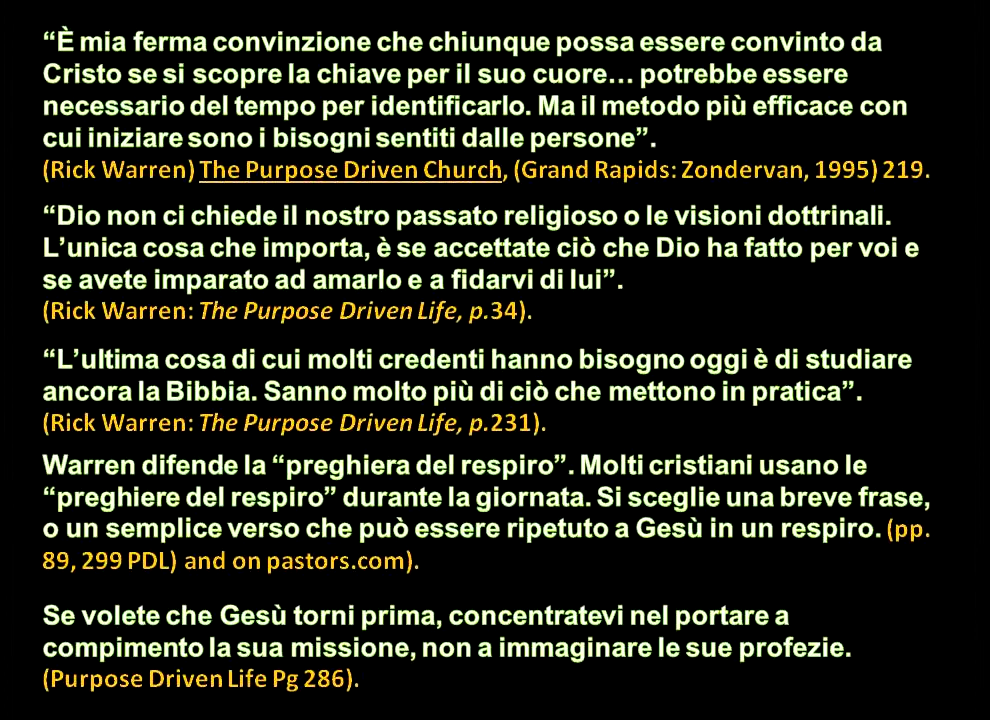 “È mia ferma convinzione che chiunque possa essere convinto da
Cristo se si scopre la chiave per il suo cuore… potrebbe essere
necessario del tempo per identificarlo. Ma il metodo più efficace con
cui iniziare sono i bisogni sentiti dalle persone”.
(Rick Warren) The Purpose Driven Church, (Grand Rapids: Zondervan, 1995) 219.
“Dio non ci chiede il nostro passato religioso o le visioni dottrinali.
L’unica cosa che importa, è se accettate ciò che Dio ha fatto per voi e
se avete imparato ad amarlo e a fidarvi di lui”.
(Rick Warren: The Purpose Driven Life, p.34).
“L’ultima cosa di cui molti credenti hanno bisogno oggi è di studiare
ancora la Bibbia. Sanno molto più di ciò che mettono in pratica”.
(Rick Warren: The Purpose Driven Life, p.231).
Warren difende la “preghiera del respiro”. Molti cristiani usano le
“preghiere del respiro” durante la giornata. Si sceglie una breve frase,
o un semplice verso che può essere ripetuto a Gesù in un respiro. (pp.
89, 299 PDL) and on pastors.com).
Se volete che Gesù torni prima, concentratevi nel portare a
compimento la sua missione, non a immaginare le sue profezie.
(Purpose Driven Life Pg 286).